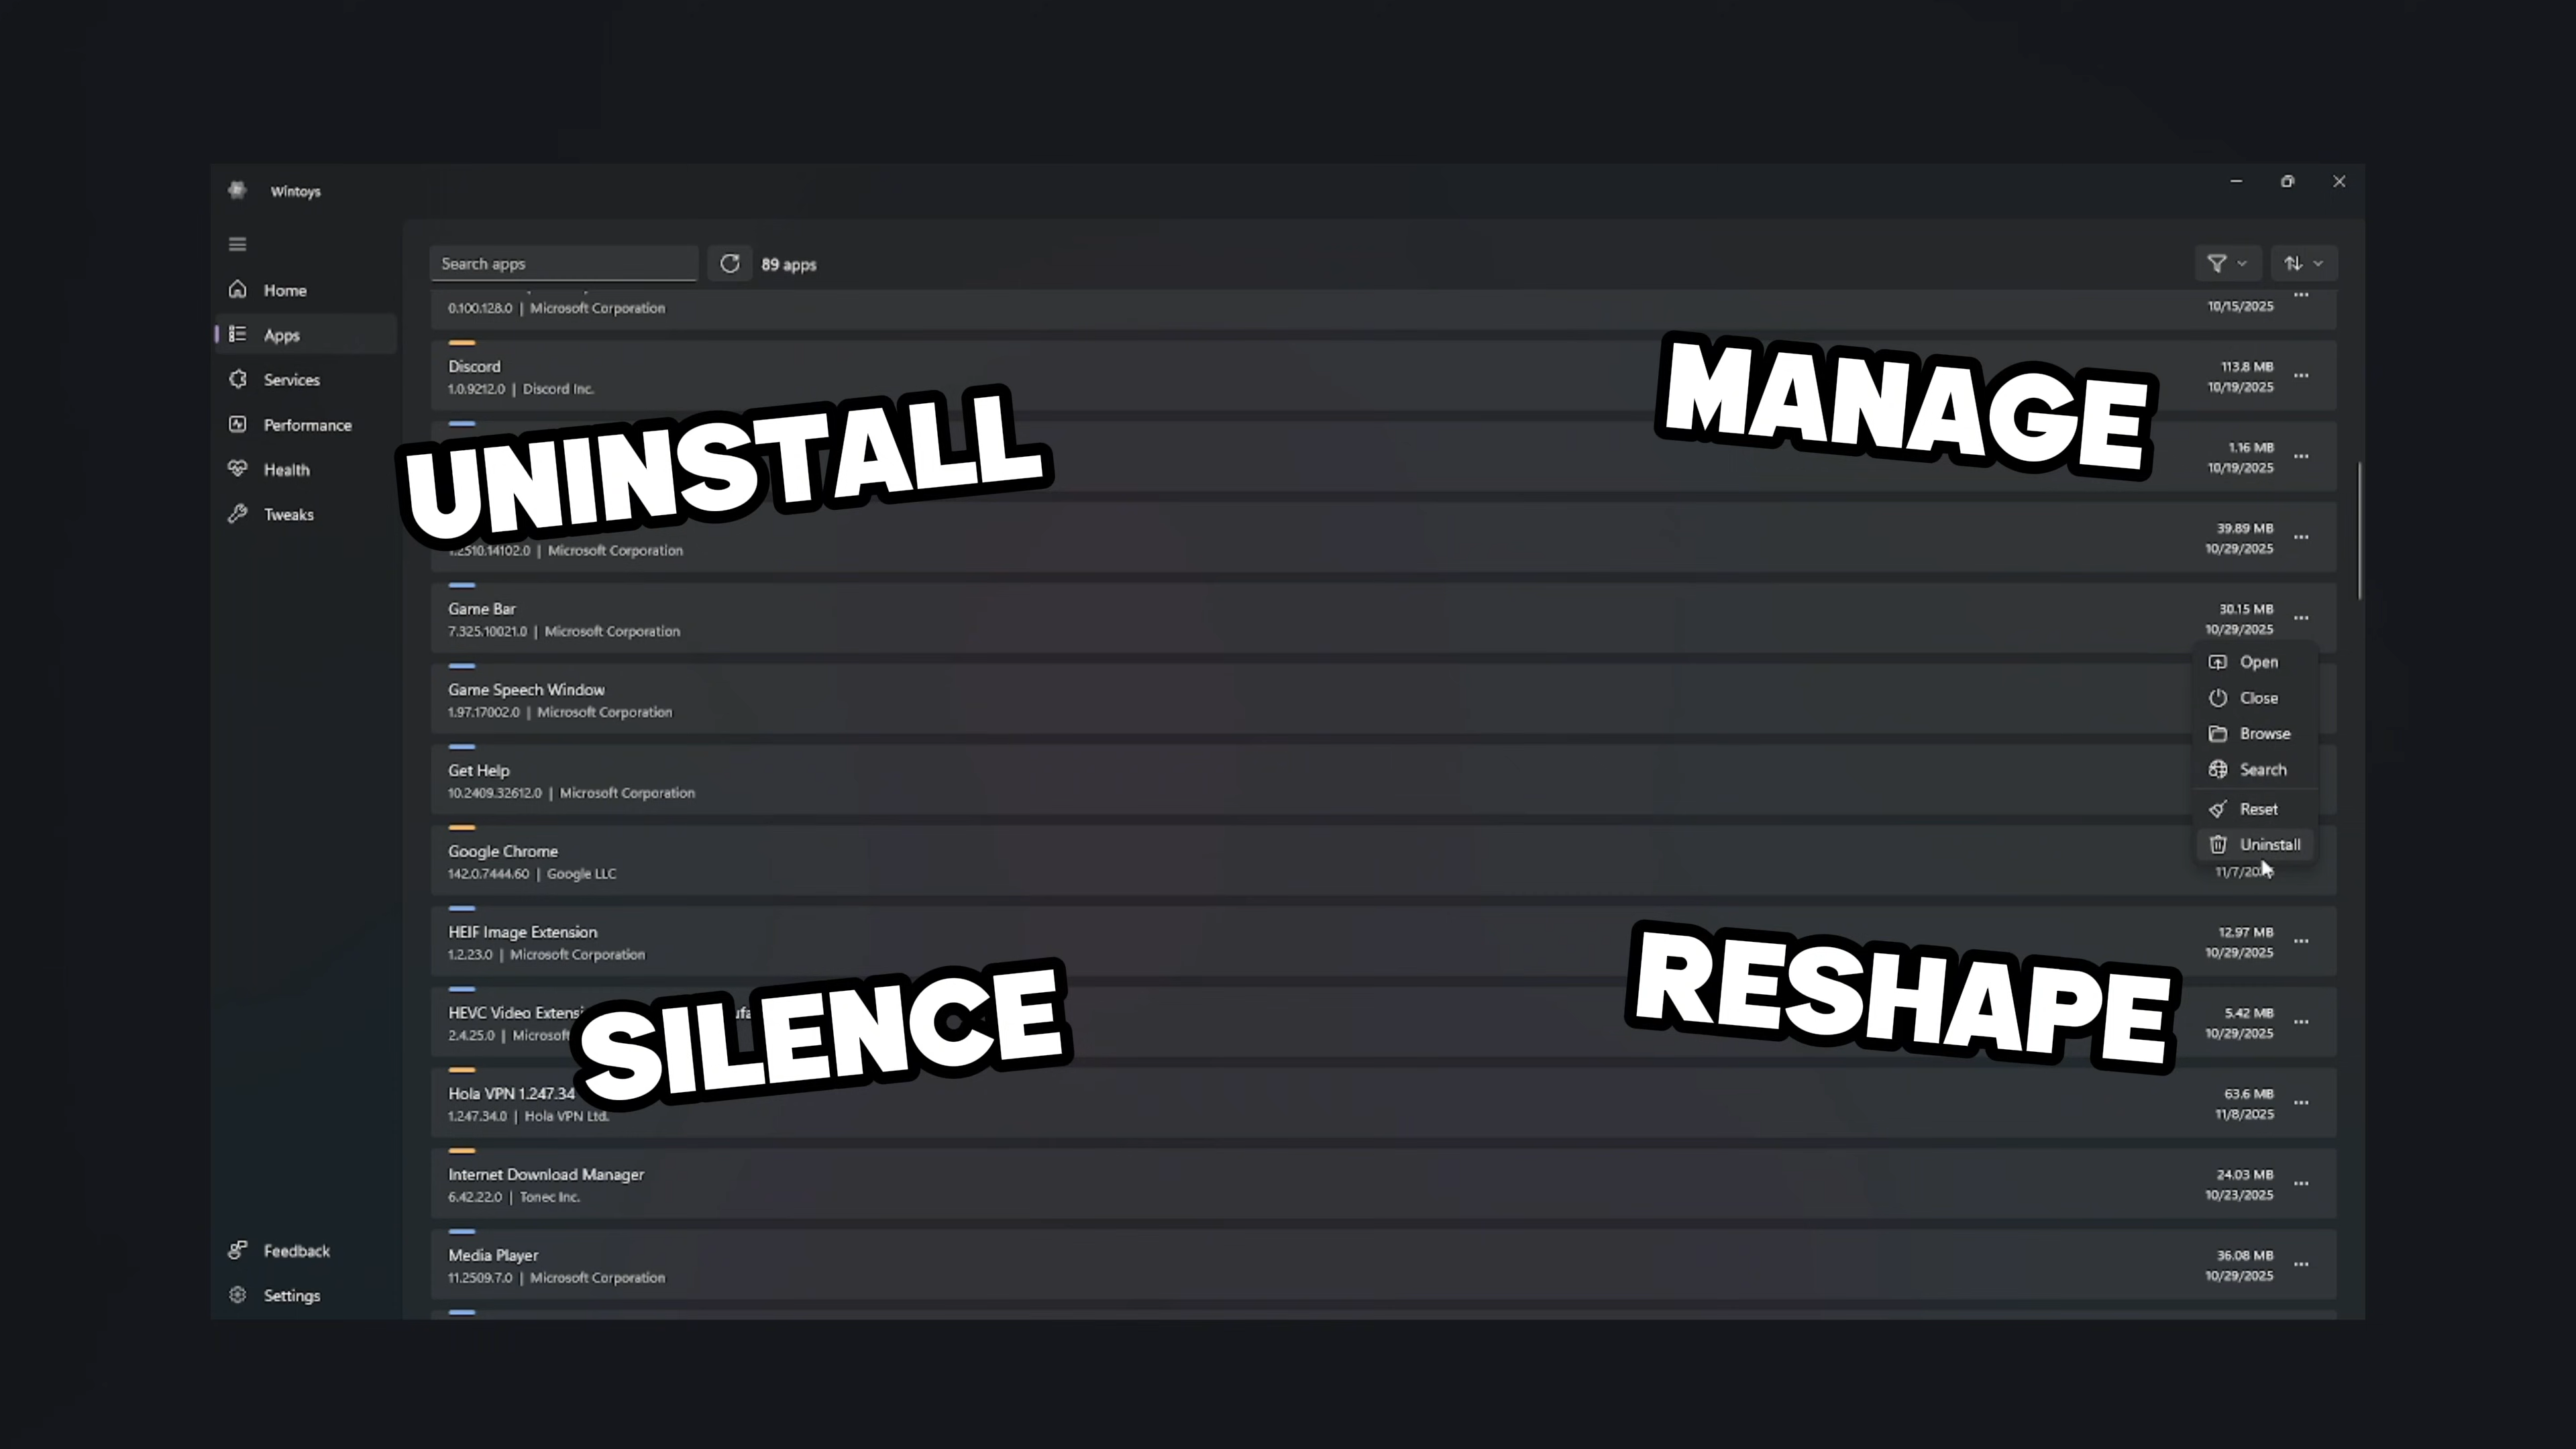 Wintoys
Home
Apps
Services
Performance
Health
Tweaks
Feedback
Settings
Search apps
89 apps
0.100.128.0 | Microsoft Corporation
10/15/2025
Discord
1.0.9212.0 | Discord Inc.
113.8 MB
10/19/2025
UNINSTALL
MANAGE
1.16 MB
10/19/2025
1.2510.14102.0 | Microsoft Corporation
39.89 MB
10/29/2025
Game Bar
7.325.10021.0 | Microsoft Corporation
30.15 MB
10/29/2025
Game Speech Window
1.97.17002.0 | Microsoft Corporation
Open
Close
Browse
Search
Reset
Uninstall
Get Help
10.2409.32612.0 | Microsoft Corporation
Google Chrome
142.0.7444.60 | Google LLC
HEIF Image Extension
1.2.23.0 | Microsoft Corporation
12.97 MB
10/29/2025
SILENCE
RESHAPE
HEVC Video
2.4.25.0 |
5.42 MB
10/29/2025
Hola VPN 1.247.34
1.247.34.0 | Hola VPN Ltd.
63.6 MB
11/8/2025
Internet Download Manager
6.42.22.0 | Tonec Inc.
24.03 MB
10/23/2025
Media Player
11.2509.7.0 | Microsoft Corporation
36.08 MB
10/29/2025